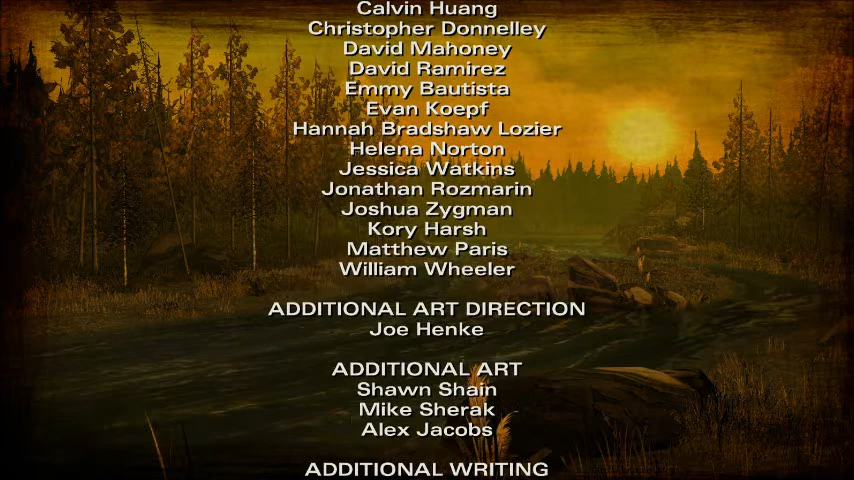 Calvin Huang
Christopher Donnelley
David Mahoney
David Ramirez
Emmy Bautista
Evan Koepf
Hannah Bradshaw Lozier
Helena Norton
Jessica Watkins
Jonathan Rozmarin
Joshua Zygman
Kory Harsh
Matthew Paris
William Wheeler
ADDITIONAL ART DIRECTION
Joe Henke
ADDITIONAL ART
Shawn Shain
Mike Sherak
Alex Jacobs
ADDITIONAL WRITING